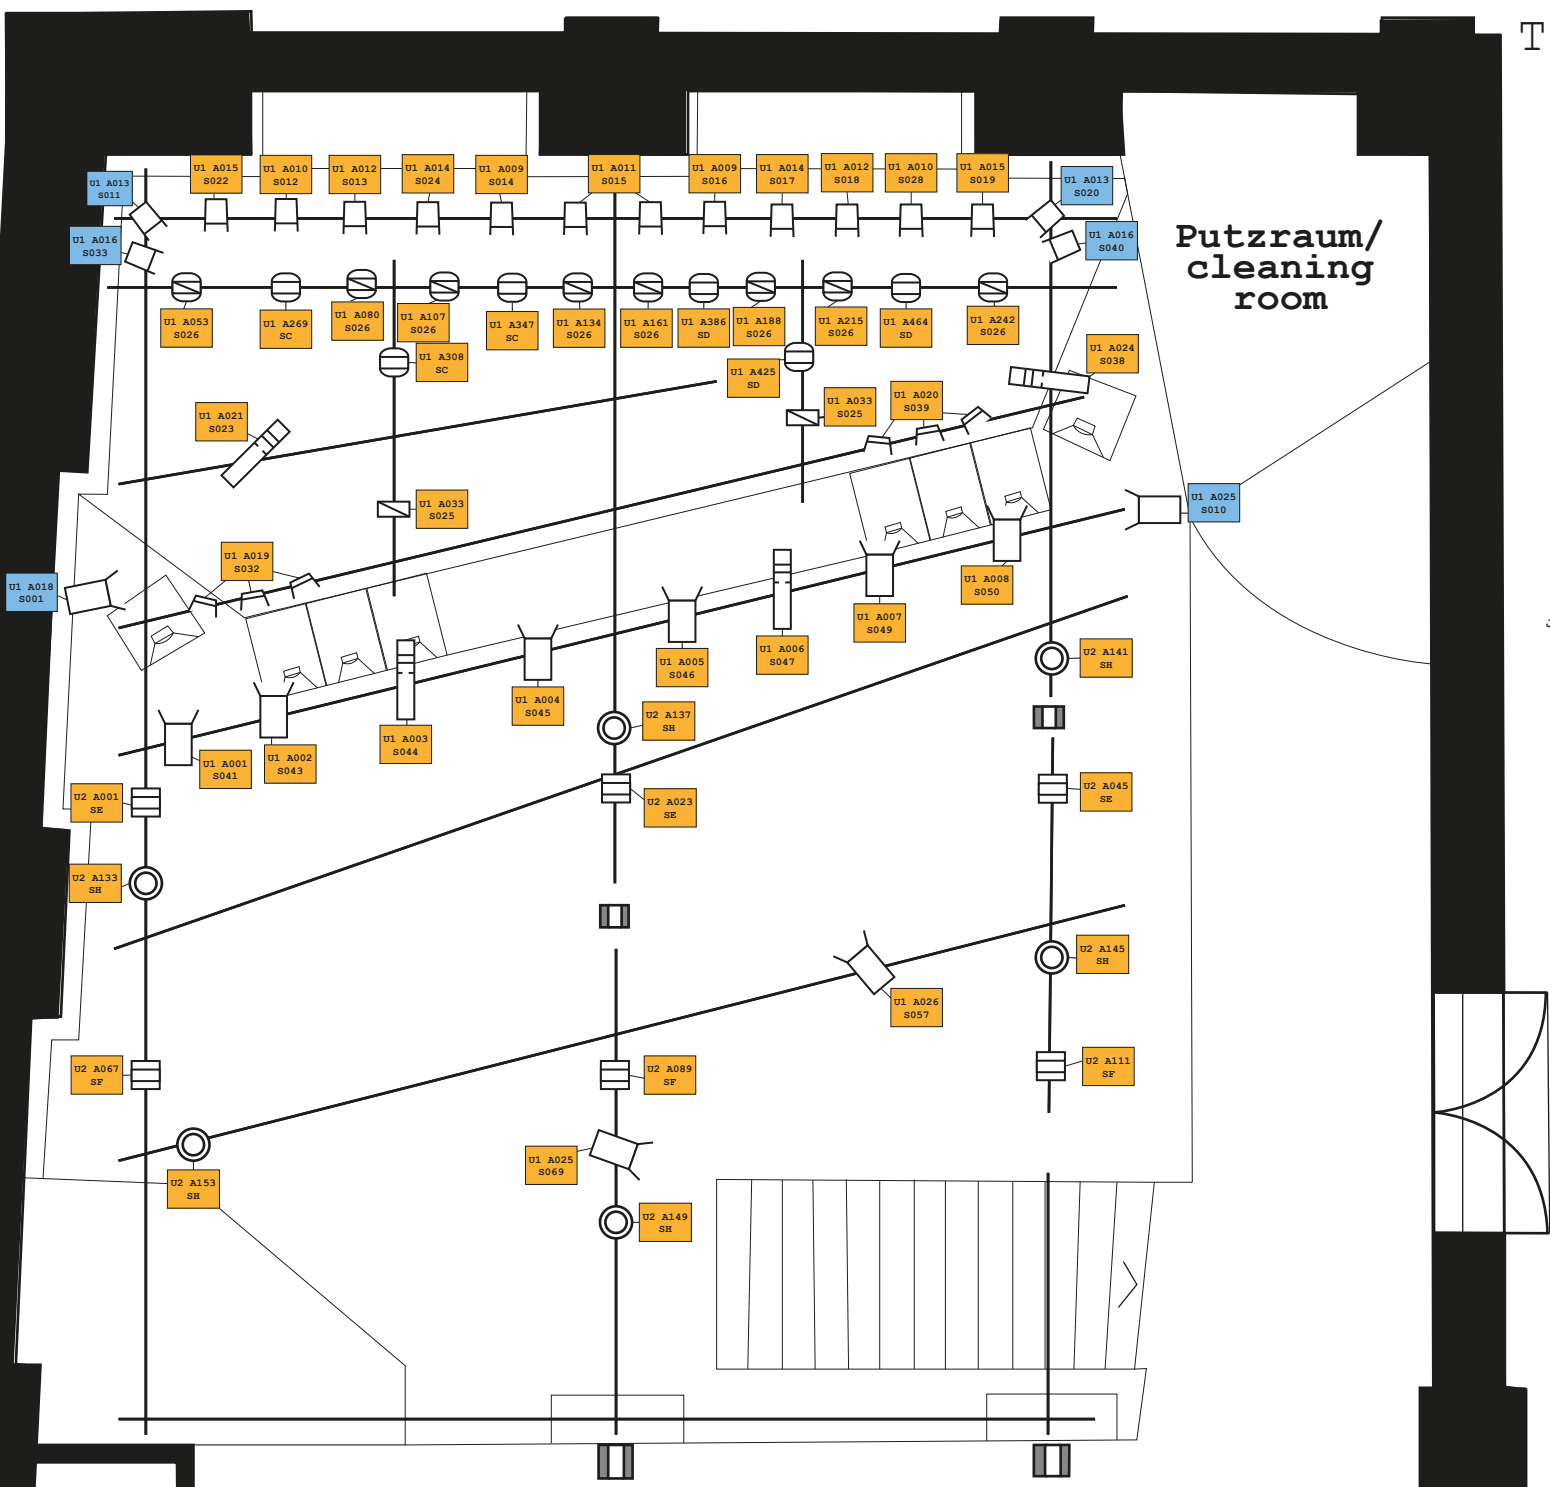 T
U1 A015
S022
U1 A010
S012
U1 A012
S013
U1 A014
S024
U1 A009
S014
U1 A011
S015
U1 A009
S016
U1 A014
S017
U1 A012
S018
U1 A010
S028
U1 A015
S019
U1 A013
S011
U1 A013
S020
U1 A016
S033
U1 A016
S040
Putzraum/
cleaning
room
U1 A053
S026
U1 A269
SC
U1 A080
S026
U1 A107
S026
U1 A347
SC
U1 A134
S026
U1 A161
S026
U1 A386
SD
U1 A188
S026
U1 A215
S026
U1 A464
SD
U1 A242
S026
U1 A308
SC
U1 A425
SD
U1 A024
S038
U1 A021
S023
U1 A033
S025
U1 A020
S039
U1 A033
S025
U1 A025
S010
U1 A018
S001
U1 A019
S032
U1 A008
S050
U1 A007
S049
U1 A006
S047
U1 A005
S046
U1 A004
S045
U1 A003
S044
U1 A002
S043
U1 A001
S041
U2 A141
SH
U2 A137
SH
U2 A001
SE
U2 A023
SE
U2 A045
SE
U2 A133
SH
U2 A145
SH
U1 A026
S057
U2 A067
SF
U2 A089
SF
U2 A111
SF
U1 A025
S069
U2 A153
SH
U2 A149
SH